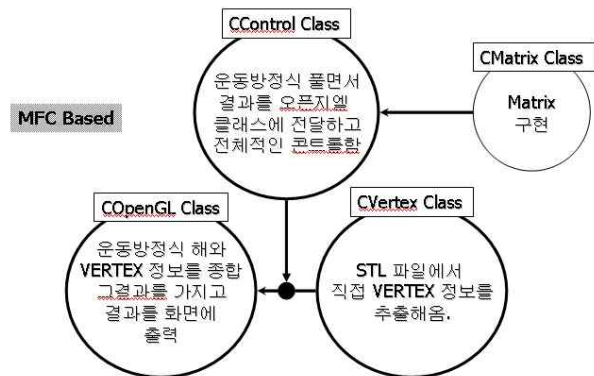 CControl Class
운동방정식 풀면서
결과를 오픈지엘
클래스에 전달하고
전체적인 콘트롤함
CMatrix Class
Matrix
구현
MFC Based
COpenGL Class
운동방정식 해와
VERTEX 정보를 종합
그결과를 가지고
결과를 화면에
출력
CVertex Class
STL 파일에서
직접 VERTEX 정보를
추출해옴.